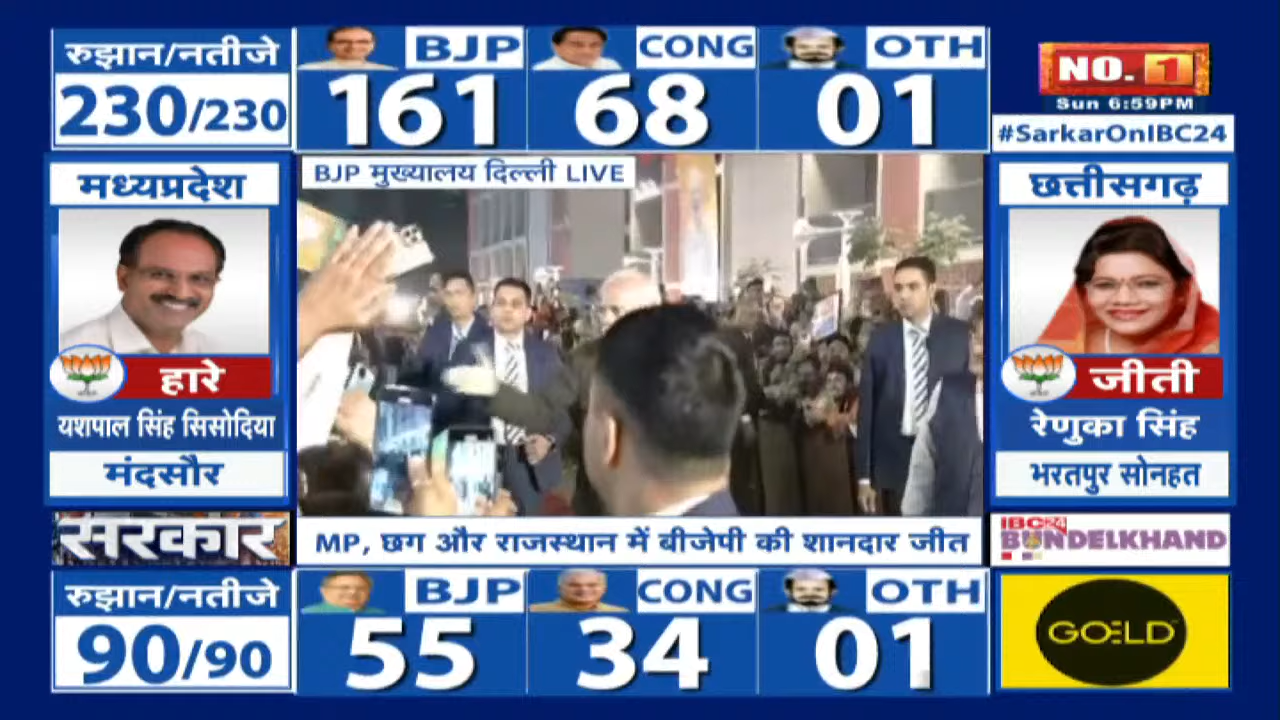 रुझान/नतीजे
230/230
BJP
161
CONG
68
OTH
01
NO. 1
Sun 6:59PM
#SarkarOnIBC24
मध्यप्रदेश
हारे
यशपाल सिंह सिसोदिया
मंदसौर
BJP मुख्यालय दिल्ली LIVE
छत्तीसगढ़
जीती
रेणुका सिंह
भरतपुर सोनहत
सरकार
MP, छग और राजस्थान में बीजेपी की शानदार जीत
IBC24
BUNDELKHAND
रुझान/नतीजे
90/90
BJP
55
CONG
34
OTH
01
GOELD